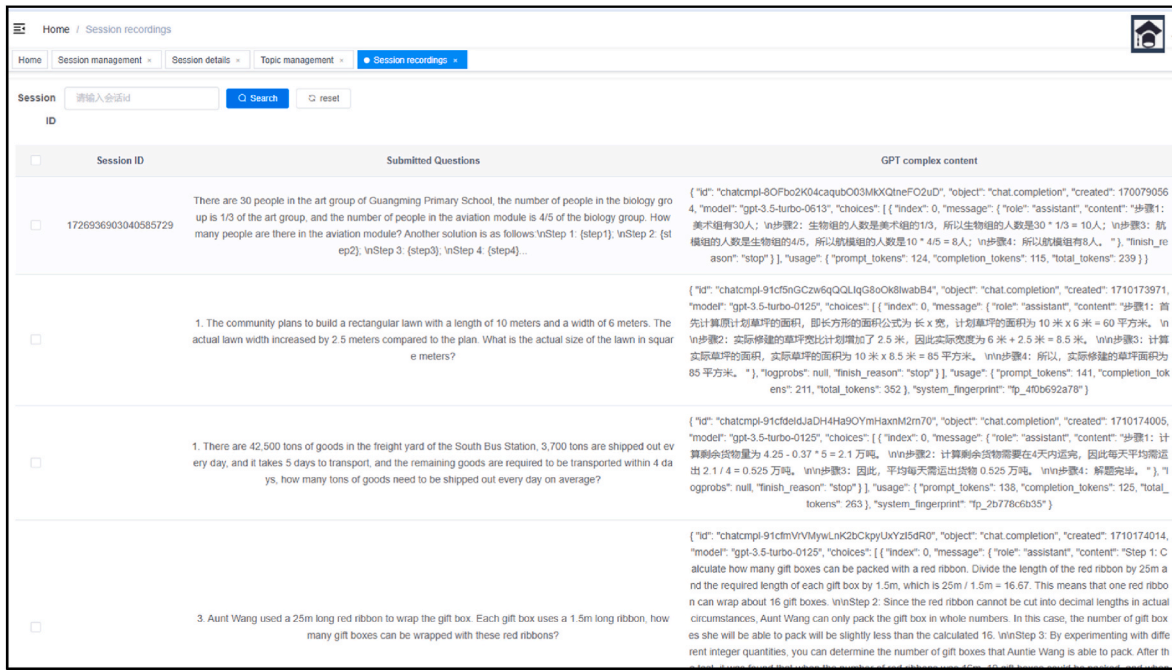 Home / Session recordings
Home Session management × Session details × Topic management × Session recordings ×
Session ID 请输入会话id Search reset
Session ID Submitted Questions GPT complex content
1726936903040585729
There are 30 people in the art group of Guangming Primary School, the number of people in the biology gro
up is 1/3 of the art group, and the number of people in the aviation module is 4/5 of the biology group. How
many people are there in the aviation module? Another solution is as follows:\nStep 1: {step1}; \nStep 2: {st
ep2}; \nStep 3: {step3}; \nStep 4: {step4}...
{ "id": "chatcmpl-8OFbo2K04caqubO03MkXQtneFO2uD", "object": "chat.completion", "created": 170079056
4, "model": "gpt-3.5-turbo-0613", "choices": [ { "index": 0, "message": { "role": "assistant", "content": "步骤1：
美术组有30人； \n步骤2：生物组的人数是美术组的1/3，所以生物组的人数是30 * 1/3 = 10人； \n步骤3：航
模组的人数是生物组的4/5，所以航模组的人数是10 * 4/5 = 8人； \n步骤4：所以航模组有8人。 " }, "finish_re
ason": "stop" } ], "usage": { "prompt_tokens": 124, "completion_tokens": 115, "total_tokens": 239 } }
1. The community plans to build a rectangular lawn with a length of 10 meters and a width of 6 meters. The
actual lawn width increased by 2.5 meters compared to the plan. What is the actual size of the lawn in squar
e meters?
{ "id": "chatcmpl-91cf5nGCzw6qQQLIqG8oOk8IwabB4", "object": "chat.completion", "created": 1710173971,
"model": "gpt-3.5-turbo-0125", "choices": [ { "index": 0, "message": { "role": "assistant", "content": "步骤1：首
先计算原计划草坪的面积，即长方形的面积公式为 长 x 宽，计划草坪的面积为 10 米 x 6 米 = 60 平方米。 \n
\n步骤2：实际修建的草坪宽比计划增加了 2.5 米，因此实际宽度为 6 米 + 2.5 米 = 8.5 米。 \n\n步骤3：计算
实际草坪的面积，实际草坪的面积为 10 米 x 8.5 米 = 85 平方米。 \n\n步骤4：所以，实际修建的草坪面积为
85 平方米。 " }, "logprobs": null, "finish_reason": "stop" } ], "usage": { "prompt_tokens": 141, "completion_tok
ens": 211, "total_tokens": 352 }, "system_fingerprint": "fp_4f0b692a78" }
1. There are 42,500 tons of goods in the freight yard of the South Bus Station, 3,700 tons are shipped out ev
ery day, and it takes 5 days to transport, and the remaining goods are required to be transported within 4 da
ys, how many tons of goods need to be shipped out every day on average?
{ "id": "chatcmpl-91cfdeldJaDH4Ha9OYmHaxnM2rn70", "object": "chat.completion", "created": 1710174005,
"model": "gpt-3.5-turbo-0125", "choices": [ { "index": 0, "message": { "role": "assistant", "content": "步骤1：计
算剩余货物量为 4.25 - 0.37 * 5 = 2.1 万吨。 \n\n步骤2：计算剩余货物需要在4天内运完，因此每天平均需运
出 2.1 / 4 = 0.525 万吨。 \n\n步骤3：因此，平均每天需运出货物 0.525 万吨。 \n\n步骤4：解题完毕。 " }, "l
ogprobs": null, "finish_reason": "stop" } ], "usage": { "prompt_tokens": 138, "completion_tokens": 125, "total_
tokens": 263 }, "system_fingerprint": "fp_2b778c6b35" }
3. Aunt Wang used a 25m long red ribbon to wrap the gift box. Each gift box uses a 1.5m long ribbon, how
many gift boxes can be wrapped with these red ribbons?
{ "id": "chatcmpl-91cfmVrVMywLnK2bCkpyUxYzI5dR0", "object": "chat.completion", "created": 1710174014,
"model": "gpt-3.5-turbo-0125", "choices": [ { "index": 0, "message": { "role": "assistant", "content": "Step 1: C
alculate how many gift boxes can be packed with a red ribbon. Divide the length of the red ribbon by 25m a
nd the required length of each gift box by 1.5m, which is 25m / 1.5m = 16.67. This means that one red ribbo
n can wrap about 16 gift boxes. \n\nStep 2: Since the red ribbon cannot be cut into decimal lengths in actual
circumstances, Aunt Wang can only pack the gift box in whole numbers. In this case, the number of gift box
es she will be able to pack will be slightly less than the calculated 16. \n\nStep 3: By experimenting with diffe
rent integer quantities, you can determine the number of gift boxes that Auntie Wang is able to pack. After th